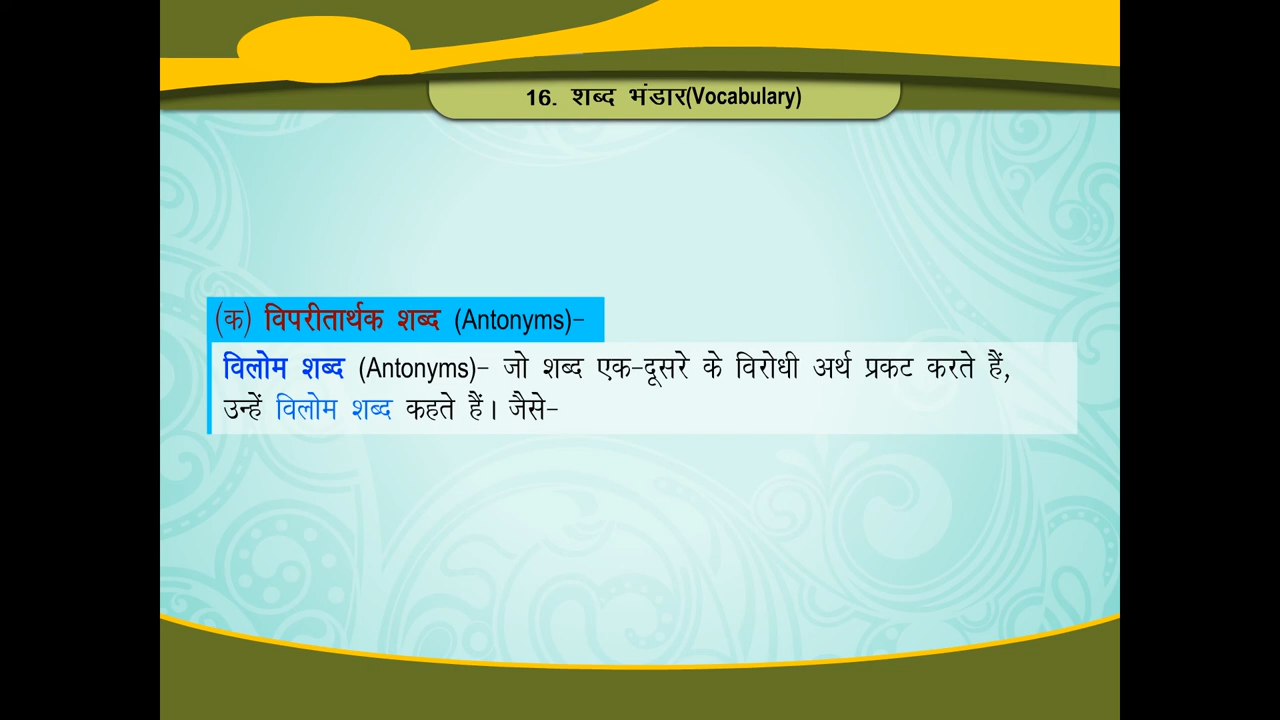 16. शब्द भंडार(Vocabulary)
(क) विपरीतार्थक शब्द (Antonyms)-
विलोम शब्द (Antonyms)- जो शब्द एक-दूसरे के विरोधी अर्थ प्रकट करते हैं,
उन्हें विलोम शब्द कहते हैं। जैसे-